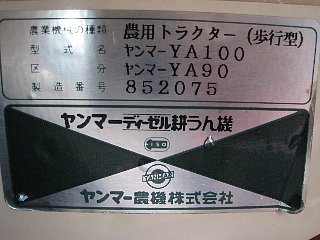 農業機械の種類 農用トラクター(歩行型)
型式名 ヤンマーYA100
区分 ヤンマーYA90
製造番号 852075
ヤンマーディーゼル耕うん機
ISO
YANMAR
ヤンマー農機株式会社